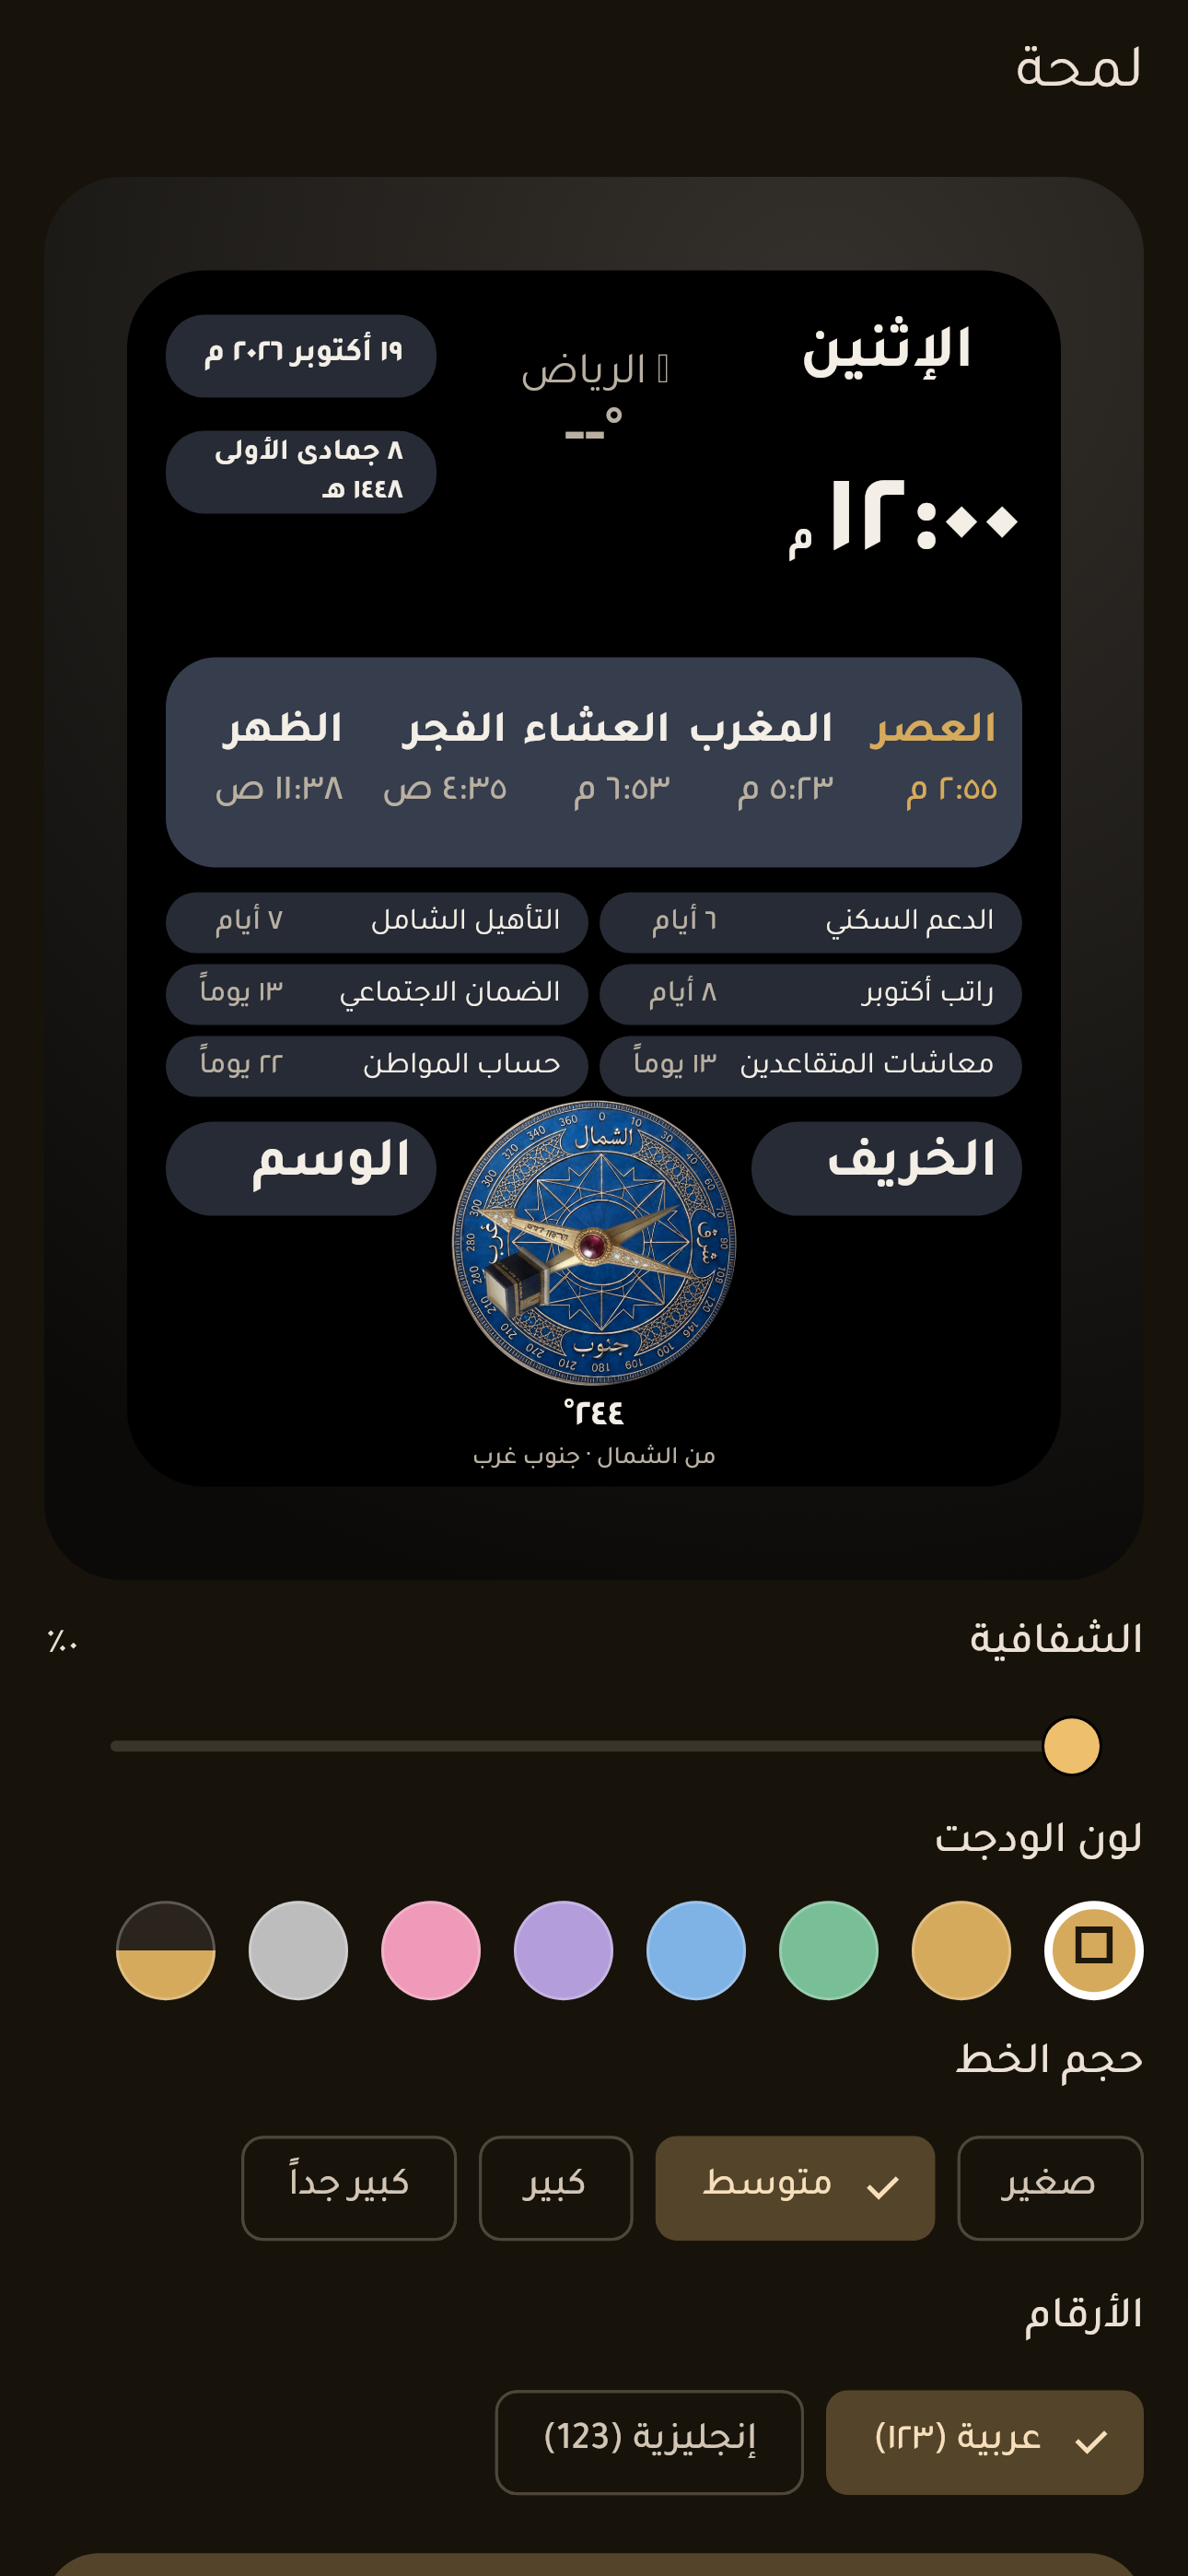 لمحة
الإثنين
الرياض
--°
١٩ أكتوبر ٢٠٢٦ م
٨ جمادى الأولى
١٤٤٨ هـ
١٢:٠٠ م
العصر المغرب العشاء الفجر الظهر
٢:٥٥ م ٥:٢٣ م ٦:٥٣ م ٤:٣٥ ص ١١:٣٨ ص
الدعم السكني ٦ أيام التأهيل الشامل ٧ أيام
راتب أكتوبر ٨ أيام الضمان الاجتماعي ١٣ يوماً
معاشات المتقاعدين ١٣ يوماً حساب المواطن ٢٢ يوماً
الخريف
الوسم
الشمال
شرق
غرب
جنوب
٢٤٤°
من الشمال · جنوب غرب
الشفافية ٠٪
لون الودجت
حجم الخط
صغير متوسط كبير كبير جداً
الأرقام
عربية (١٢٣) إنجليزية (123)